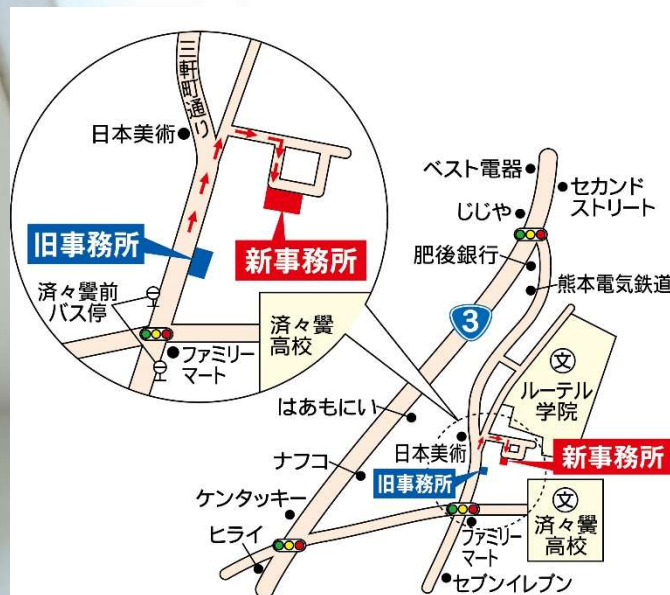 三軒町通り
日本美術
旧事務所
新事務所
済々黌前
バス停
ファミリー
マート
済々黌
高校
ベスト電器
セカンド
ストリート
じじや
肥後銀行
熊本電気鉄道
3
文
ルーテル
学院
はあもにい
日本美術
新事務所
ナフコ
旧事務所
ケンタッキー
文
済々黌
高校
ファミリー
マート
ヒライ
セブンイレブン